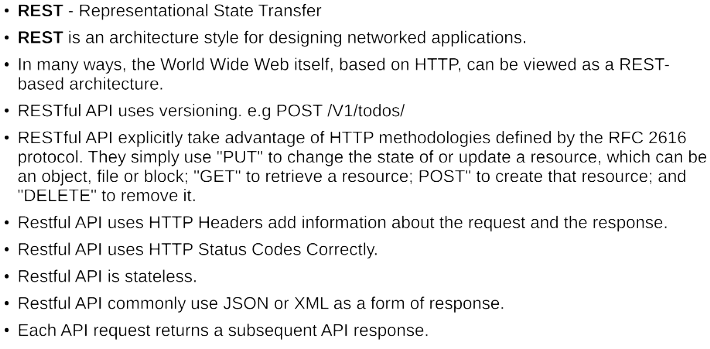 • REST - Representational State Transfer
• REST is an architecture style for designing networked applications.
• In many ways, the World Wide Web itself, based on HTTP, can be viewed as a REST-
based architecture.
• RESTful API uses versioning. e.g POST /V1/todos/
• RESTful API explicitly take advantage of HTTP methodologies defined by the RFC 2616
protocol. They simply use "PUT" to change the state of or update a resource, which can be
an object, file or block; "GET" to retrieve a resource; POST" to create that resource; and
"DELETE" to remove it.
• Restful API uses HTTP Headers add information about the request and the response.
• Restful API uses HTTP Status Codes Correctly.
• Restful API is stateless.
• Restful API commonly use JSON or XML as a form of response.
• Each API request returns a subsequent API response.